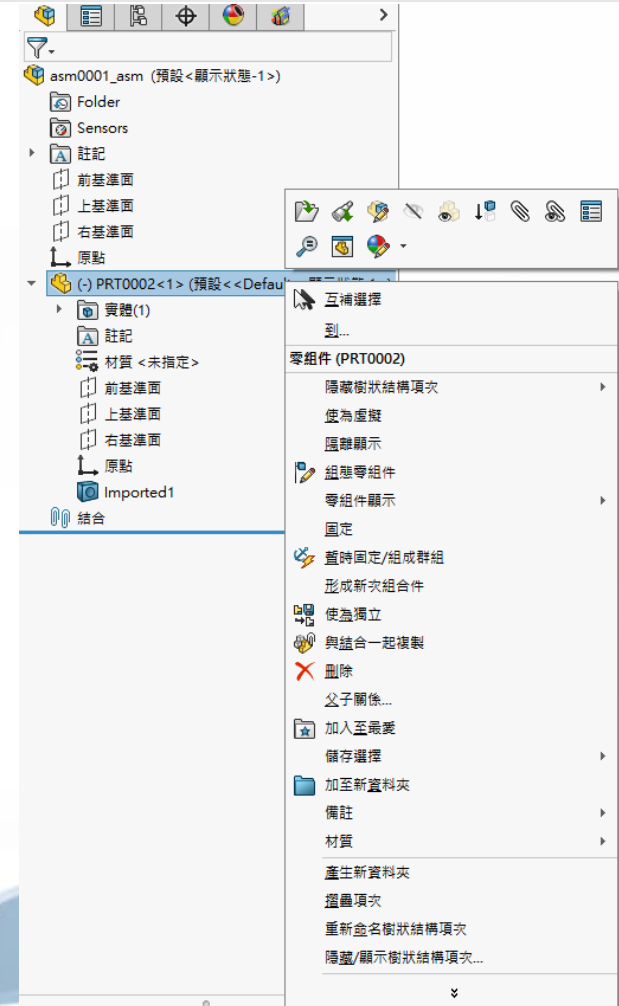 asm0001_asm (預設<顯示狀態-1>)
Folder
Sensors
註記
前基準面
上基準面
右基準面
原點
(-) PRT0002<1> (預設<<Defau
實體(1)
註記
材質 <未指定>
前基準面
上基準面
右基準面
原點
Imported1
結合
互補選擇
到...
零組件 (PRT0002)
隱藏樹狀結構項次
使為虛擬
隔離顯示
組態零組件
零組件顯示
固定
暫時固定/組成群組
形成新次組合件
使為獨立
與結合一起複製
刪除
父子關係...
加入至最愛
儲存選擇
加至新資料夾
備註
材質
產生新資料夾
摺疊項次
重新命名樹狀結構項次
隱藏/顯示樹狀結構項次...